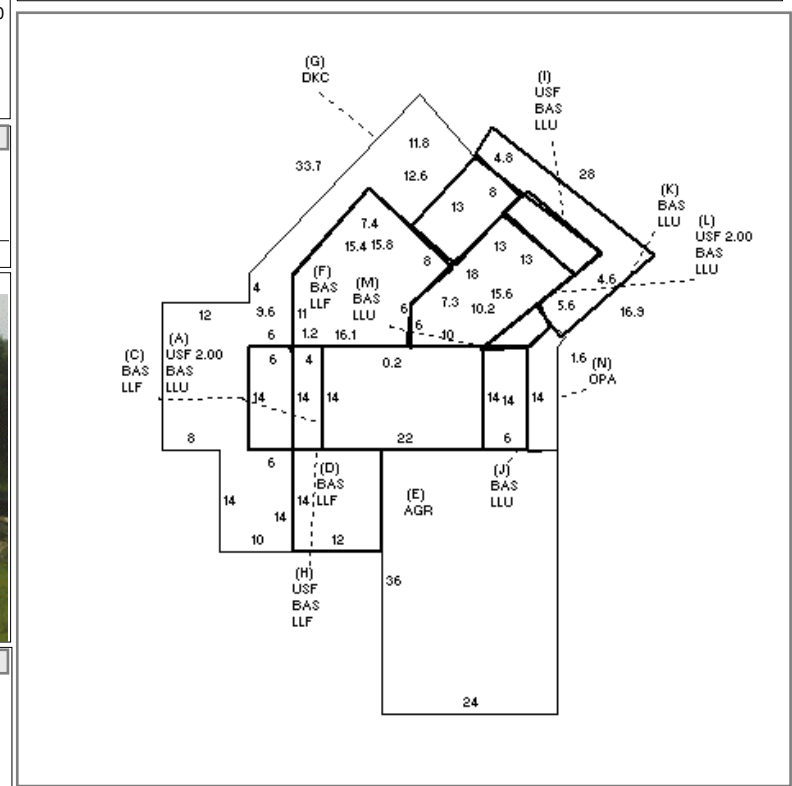 (G)
DKC
(I)
USF
BAS
LLU
11.8
4.8
28
33.7
12.6
8
(K)
BAS
LLU
13
(L)
USF 2.00
BAS
LLU
7.4
15.4 15.8
13
8
13
(F)
BAS
LLF
18
(M)
BAS
LLU
4.6
4
15.6
7.3
10.2
5.6
16.9
12
9.6
11
6
6
6
1.2
16.1
10
(A)
USF 2.00
BAS
LLU
(C)
BAS
LLF
6
4
0.2
1.6
(N)
OPA
14
14
14
14
14
14
8
22
6
6
(D)
BAS
LLF
(J)
BAS
LLU
(E)
AGR
14
14
14
10
12
(H)
USF
BAS
LLF
36
24